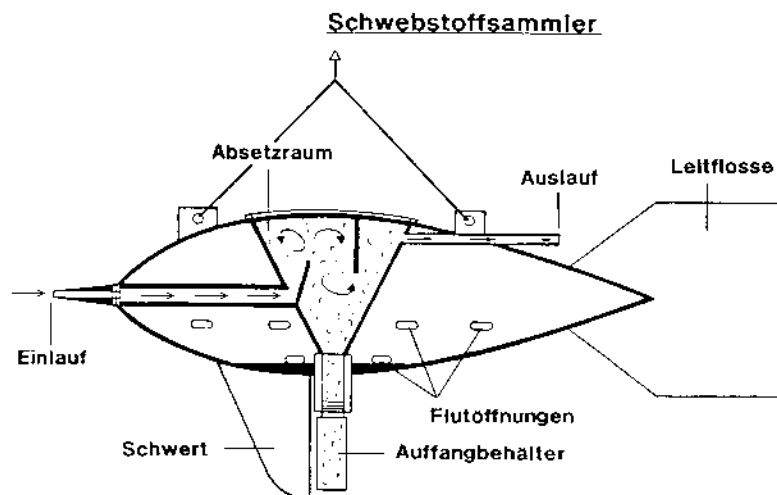 Schwebstoffsammler
Absetzraum
Auslauf
Leitflosse
Einlauf
Flutöffnungen
Schwert
Auffangbehälter